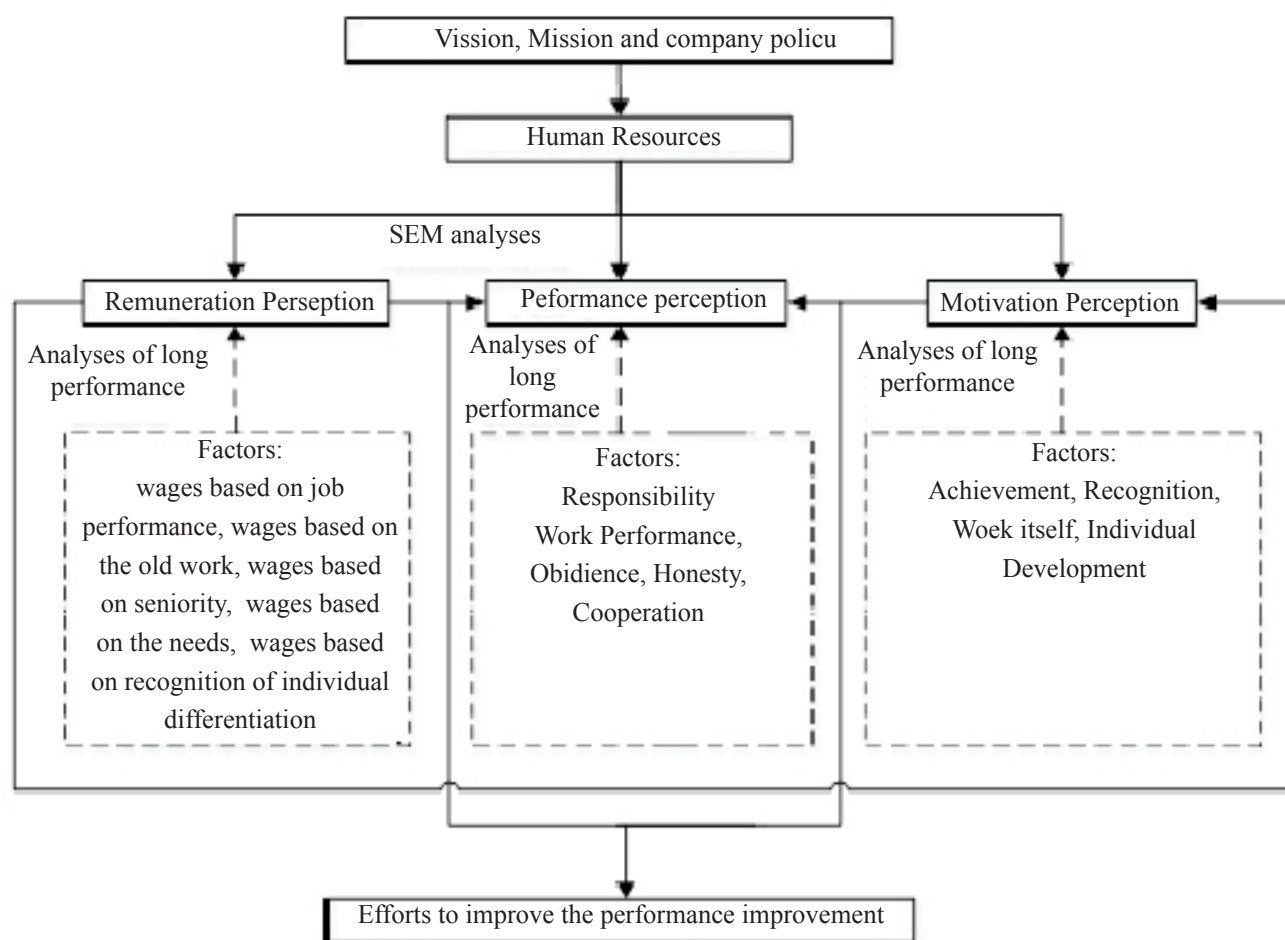 Vission, Mission and company policu
Human Resources
SEM analyses
Remuneration Perseption
Peformance perception
Motivation Perception
Analyses of long
performance
Analyses of
long
performance
Analyses of long
performance
Factors:
wages based on job
performance, wages based on
the old work, wages based
on seniority, wages based
on the needs, wages based
on recognition of individual
differentiation
Factors:
Responsibility
Work Performance,
Obidience, Honesty,
Cooperation
Factors:
Achievement, Recognition,
Woek itself, Individual
Development
Efforts to improve the performance improvement